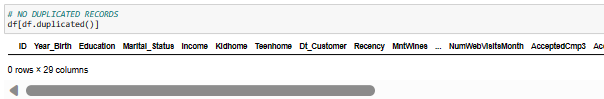 # NO DUPLICATED RECORDS
df[df.duplicated()]
ID Year_Birth Education Marital_Status Income Kidhome Teenhome Dt_Customer Recency MntWines ... NumWebVisitsMonth AcceptedCmp3 Acc
0 rows × 29 columns